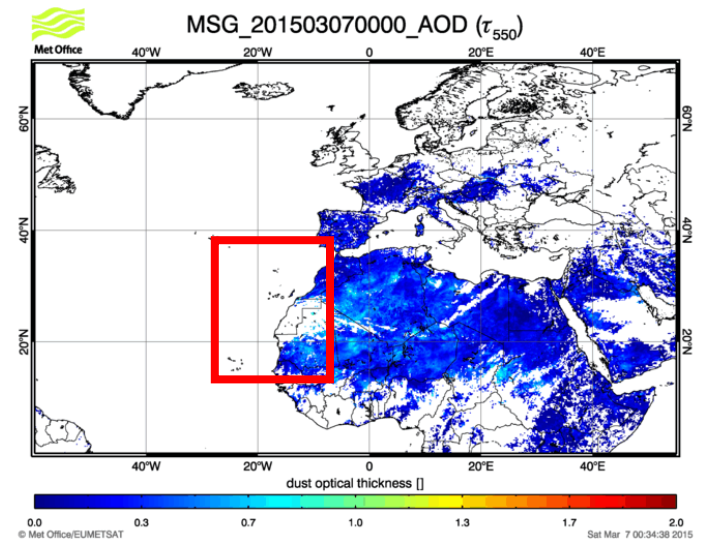 MSG_201503070000_AOD (τ550)
Met Office
40°W 20°W 0 20°E 40°E
60°N 60°N
40°N 40°N
20°N 20°N
40°W 20°W 0 20°E 40°E
dust optical thickness []
0.0 0.3 0.7 1.0 1.3 1.7 2.0
© Met Office/EUMETSAT Sat Mar 7 00:34:38 2015